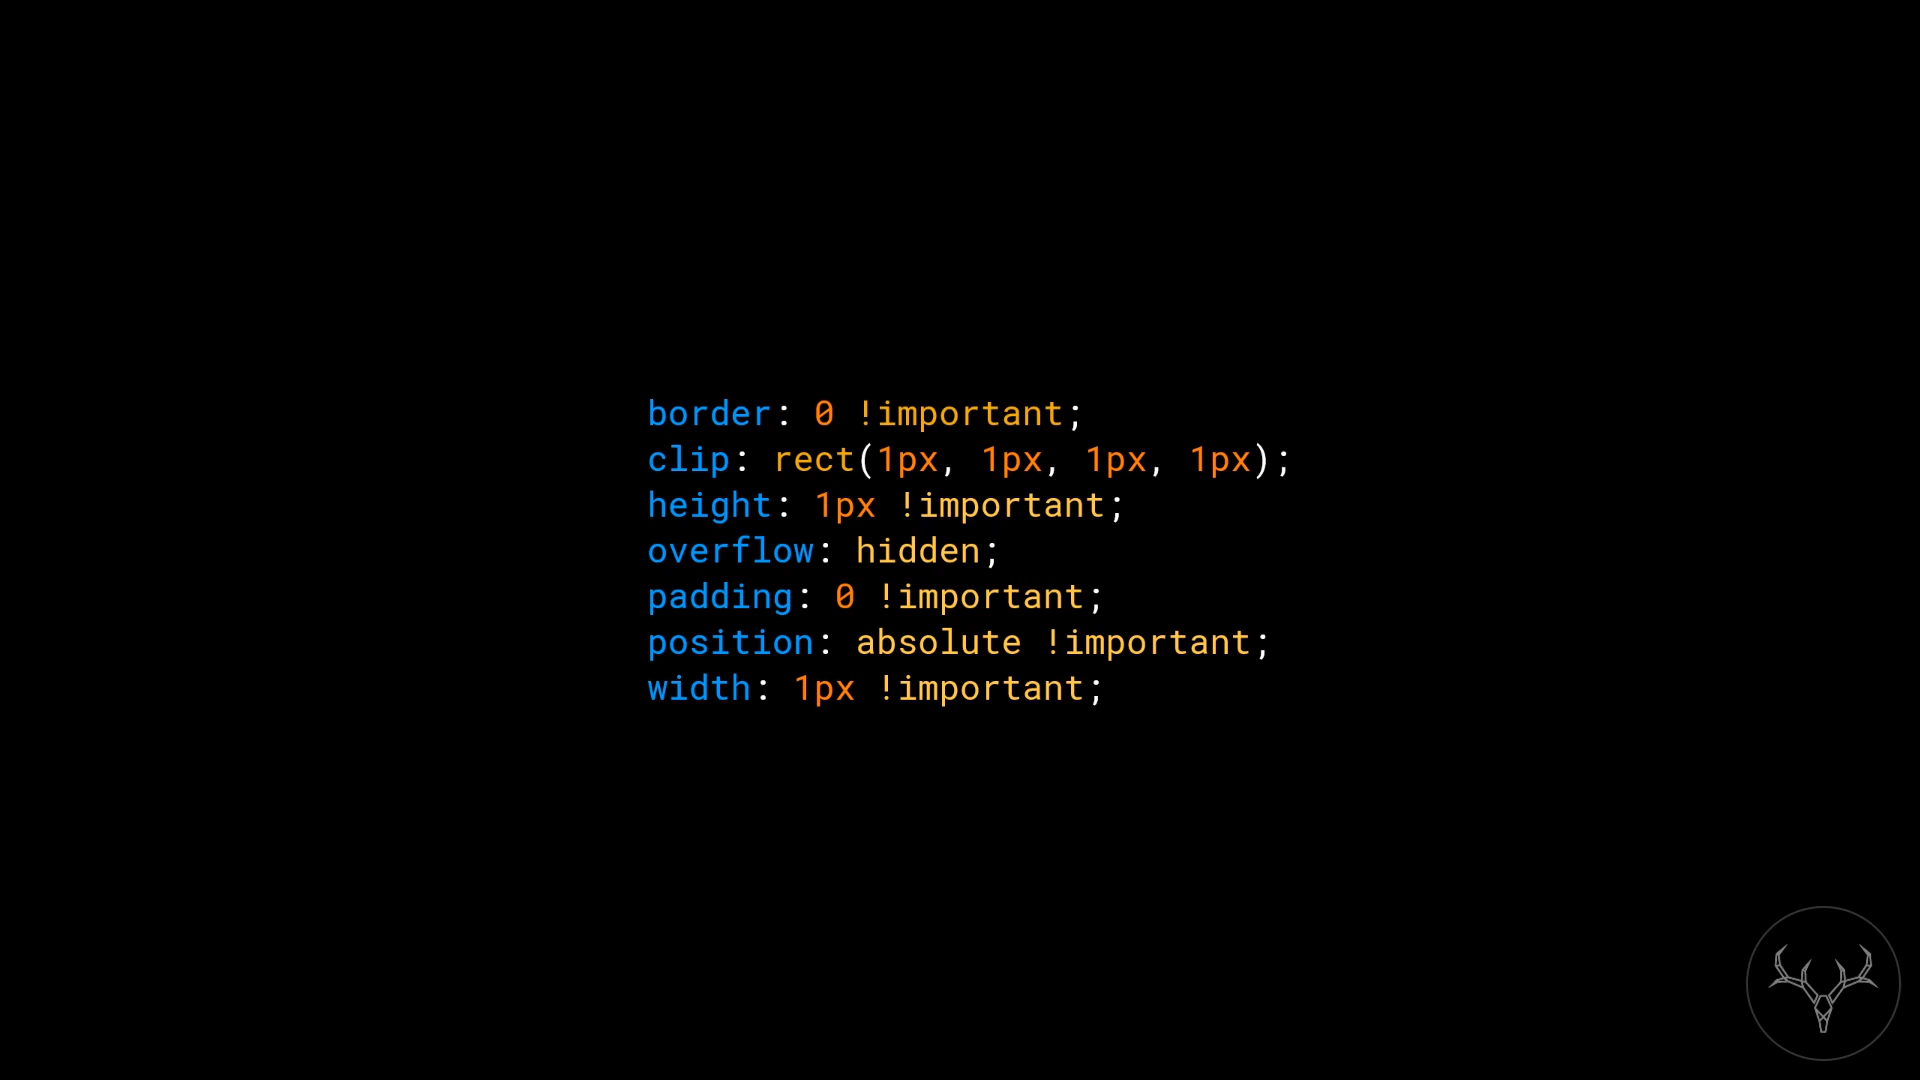 border: 0 !important;
clip: rect(1px, 1px, 1px, 1px);
height: 1px !important;
overflow: hidden;
padding: 0 !important;
position: absolute !important;
width: 1px !important;